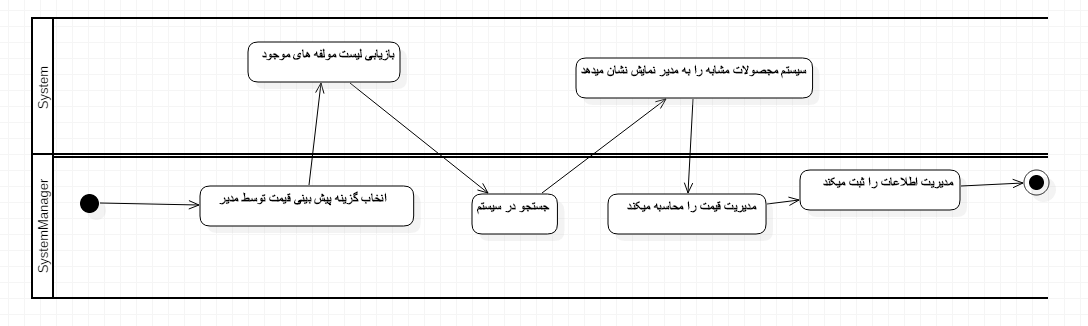 System
بازیابی لیست مولفه های موجود
سیستم محصولات مشابه را به مدیر نمایش نشان میدهد
SystemManager
انخاب گزینه پیش بینی قیمت توسط مدیر
جستجو در سیستم
مدیریت قیمت را محاسبه میکند
مدیریت اطلاعات را ثبت میکند